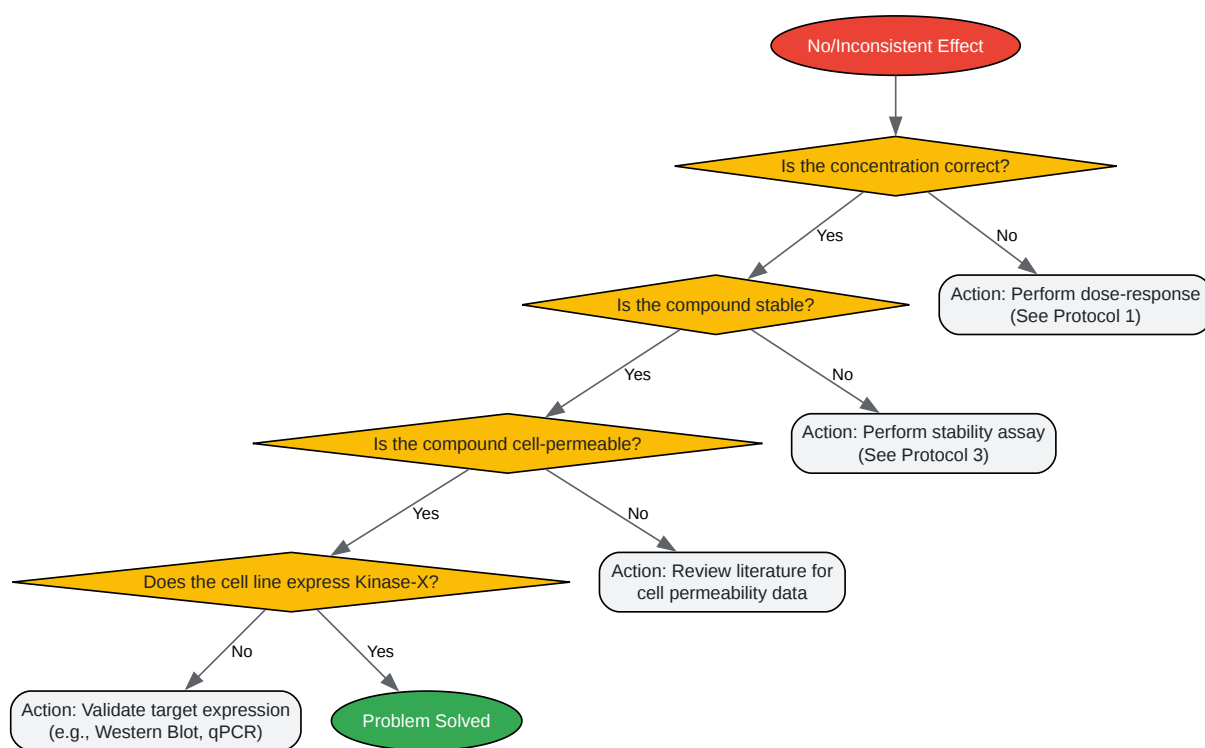 No/Inconsistent Effect
Is the concentration correct?
Yes
No
Is the compound stable?
Action: Perform dose-response
(See Protocol 1)
Yes
No
Is the compound cell-permeable?
Action: Perform stability assay
(See Protocol 3)
Yes
No
Does the cell line express Kinase-X?
Action: Review literature for
cell permeability data
No
Yes
Action: Validate target expression
(e.g., Western Blot, qPCR)
Problem Solved